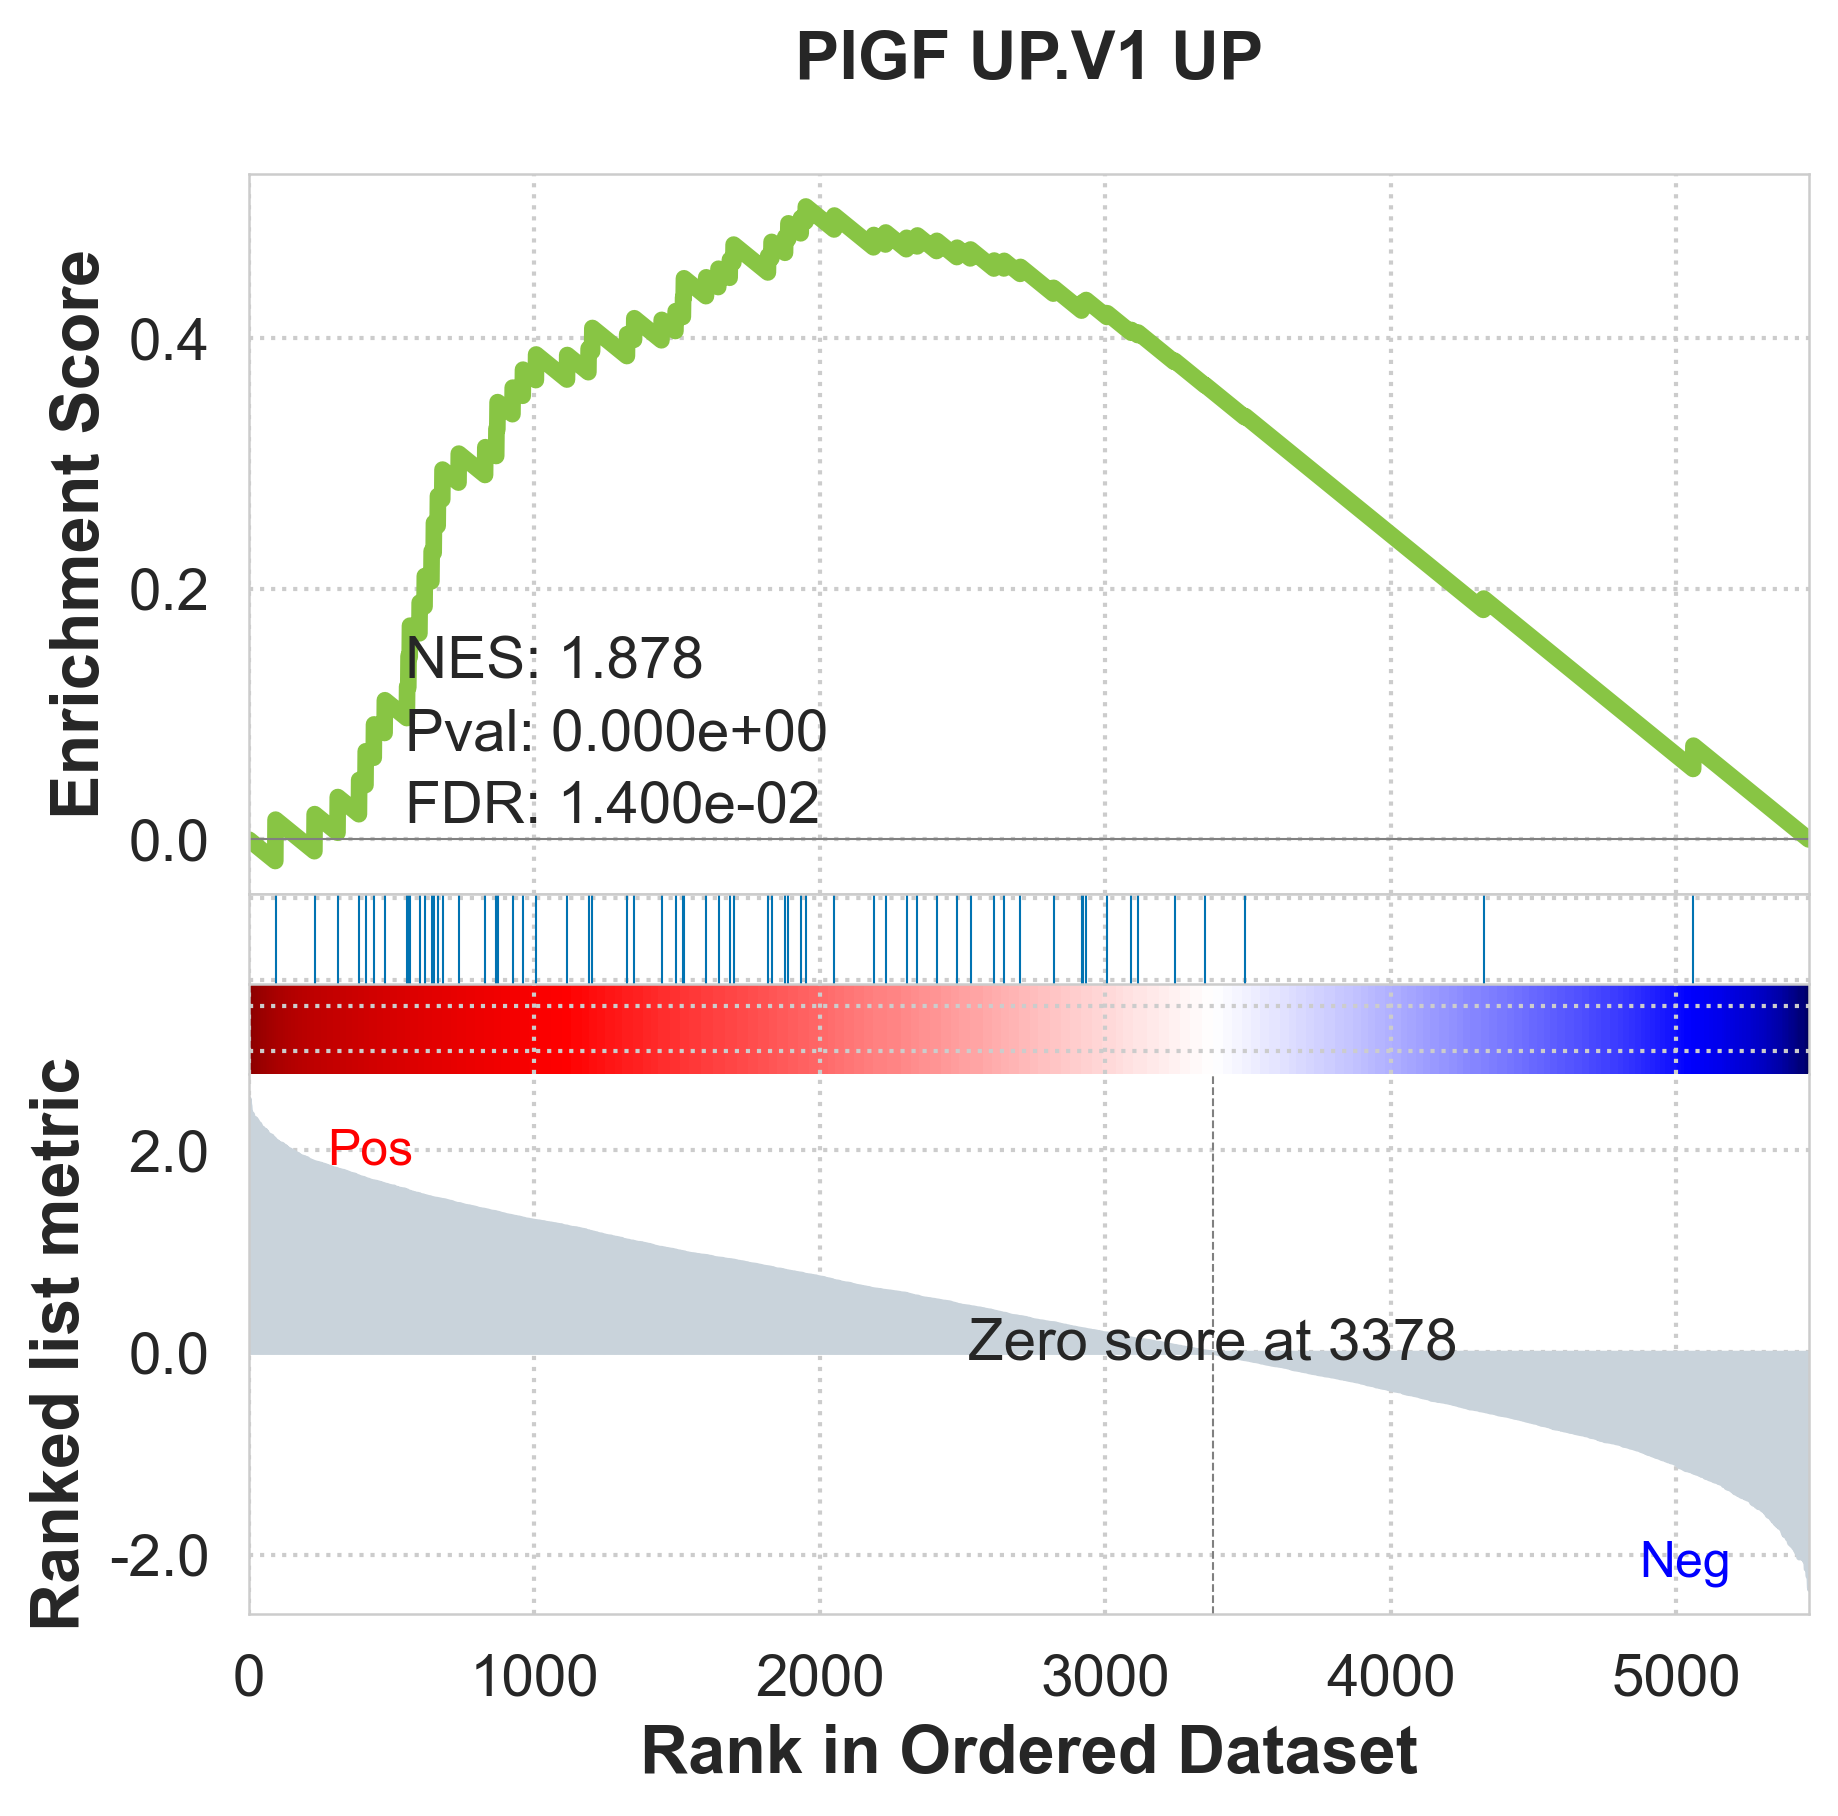 PIGF UP.V1 UP
Enrichment Score
0.4
0.2
0.0
NES: 1.878
Pval: 0.000e+00
FDR: 1.400e-02
Ranked list metric
2.0
0.0
-2.0
Pos
Zero score at 3378
Neg
0 1000 2000 3000 4000 5000
Rank in Ordered Dataset